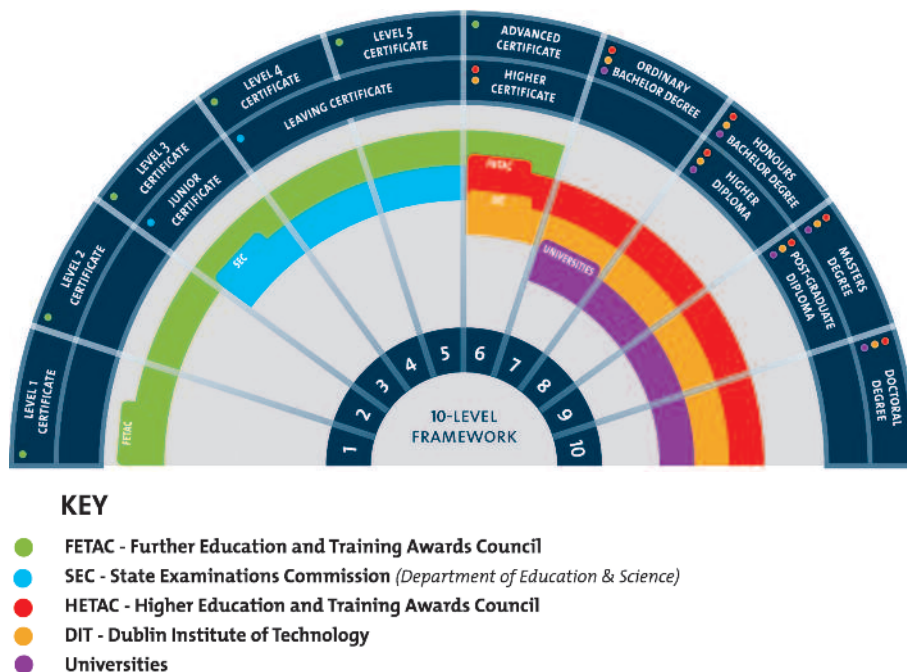 LEVEL 1
CERTIFICATE
LEVEL 2
CERTIFICATE
LEVEL 3
CERTIFICATE
JUNIOR
CERTIFICATE
LEVEL 4
CERTIFICATE
LEVEL 5
CERTIFICATE
LEAVING CERTIFICATE
ADVANCED
CERTIFICATE
HIGHER
CERTIFICATE
ORDINARY
BACHELOR DEGREE
HONOURS
BACHELOR DEGREE
HIGHER
DIPLOMA
MASTERS
DEGREE
POST-GRADUATE
DIPLOMA
DOCTORAL
DEGREE
FETAC
SEC
UNIVERSITIES
1
2
3
4
5
6
7
8
9
10
10-LEVEL
FRAMEWORK
KEY
FETAC - Further Education and Training Awards Council
SEC - State Examinations Commission (Department of Education & Science)
HETAC - Higher Education and Training Awards Council
DIT - Dublin Institute of Technology
Universities